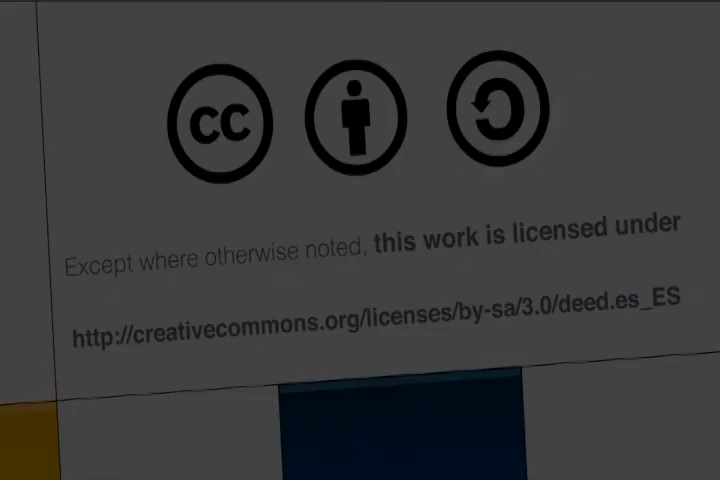 cc
Except where otherwise noted, this work is licensed under
http://creativecommons.org/licenses/by-sa/3.0/deed.es_ES